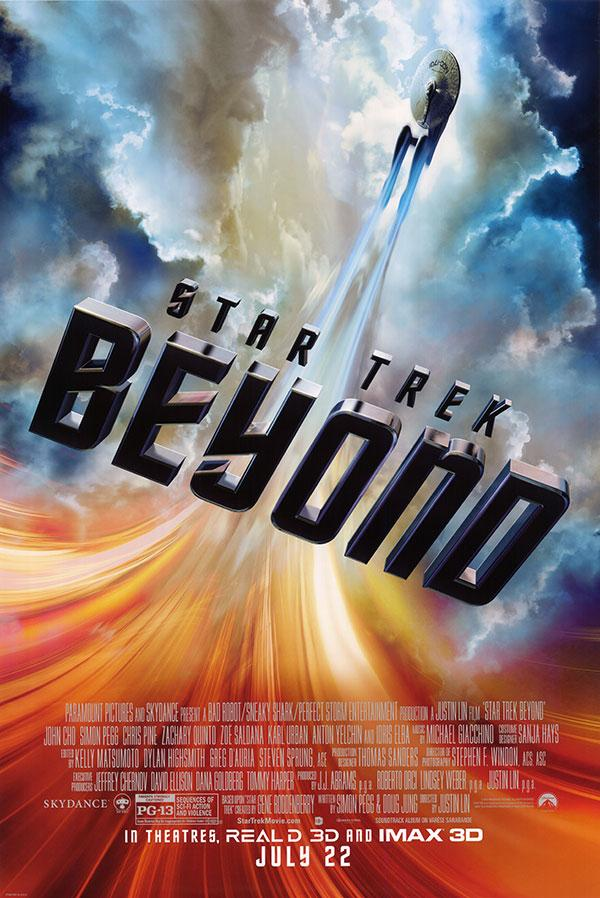 STAR TREK
BEYOND
PARAMOUNT PICTURES AND SKYDANCE PRESENT A BAD ROBOT/SNEAKY SHARK/PERFECT STORM ENTERTAINMENT PRODUCTION A JUSTIN LIN FILM "STAR TREK BEYOND"
JOHN CHO SIMON PEGG CHRIS PINE ZACHARY QUINTO ZOE SALDANA KARL URBAN ANTON YELCHIN AND IDRIS ELBA MUSIC BY MICHAEL GIACCHINO COSTUME DESIGNER SANJA HAYS
EDITED BY KELLY MATSUMOTO DYLAN HIGHSMITH GREG D'AURIA STEVEN SPRUNG, ACE PRODUCTION DESIGNER THOMAS SANDERS DIRECTOR OF PHOTOGRAPHY STEPHEN F. WINDON, ACS, ASC
EXECUTIVE PRODUCERS JEFFREY CHERNOV DAVID ELLISON DANA GOLDBERG TOMMY HARPER PRODUCED BY J.J. ABRAMS p.g.a. ROBERTO ORCI LINDSEY WEBER p.g.a. JUSTIN LIN, p.g.a.
SKYDANCE PG-13 SEQUENCES OF SCI-FI ACTION AND VIOLENCE BASED UPON "STAR TREK" CREATED BY GENE RODDENBERRY WRITTEN BY SIMON PEGG & DOUG JUNG DIRECTED BY JUSTIN LIN
StarTrekMovie.com SOUNDTRACK ALBUM ON VARÈSE SARABANDE
IN THEATRES, REAL D 3D AND IMAX 3D
JULY 22